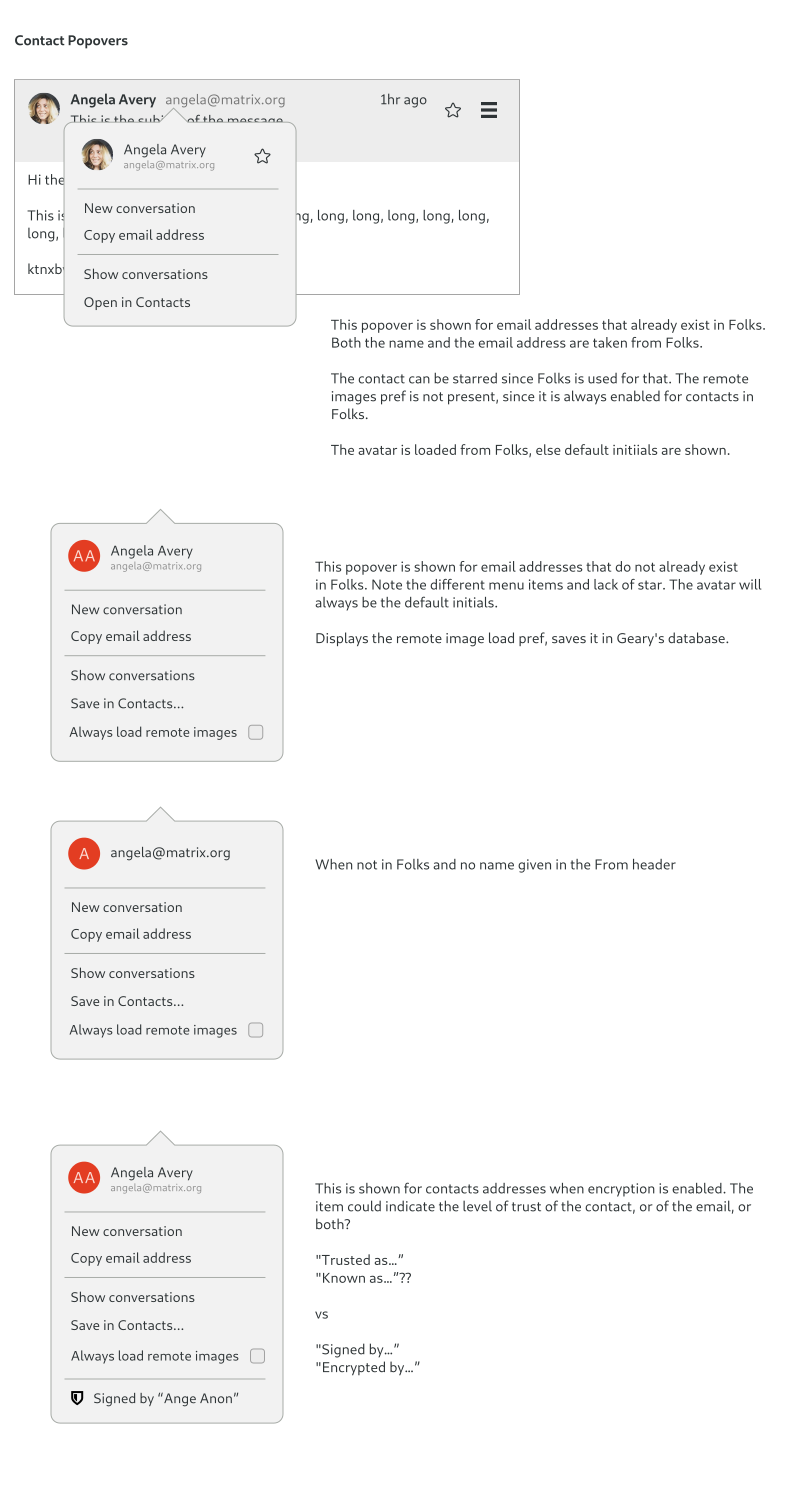 Contact Popovers
Angela Avery angela@matrix.org 1hr ago
This is the subj of the message
Angela Avery
angela@matrix.org
Hi the
New conversation
This is ng, long, long, long, long, long,
Copy email address
long,
ktnxb
Show conversations
Open in Contacts
This popover is shown for email addresses that already exist in Folks.
Both the name and the email address are taken from Folks.
The contact can be starred since Folks is used for that. The remote
images pref is not present, since it is always enabled for contacts in
Folks.
The avatar is loaded from Folks, else default initiials are shown.
AA Angela Avery
angela@matrix.org
New conversation
Copy email address
Show conversations
Save in Contacts...
Always load remote images
This popover is shown for email addresses that do not already exist
in Folks. Note the different menu items and lack of star. The avatar will
always be the default initials.
Displays the remote image load pref, saves it in Geary's database.
A angela@matrix.org
New conversation
Copy email address
Show conversations
Save in Contacts...
Always load remote images
When not in Folks and no name given in the From header
AA Angela Avery
angela@matrix.org
New conversation
Copy email address
Show conversations
Save in Contacts...
Always load remote images
Signed by “Ange Anon”
This is shown for contacts addresses when encryption is enabled. The
item could indicate the level of trust of the contact, or of the email, or
both?
"Trusted as…”
"Known as…”??
vs
"Signed by…”
"Encrypted by…”